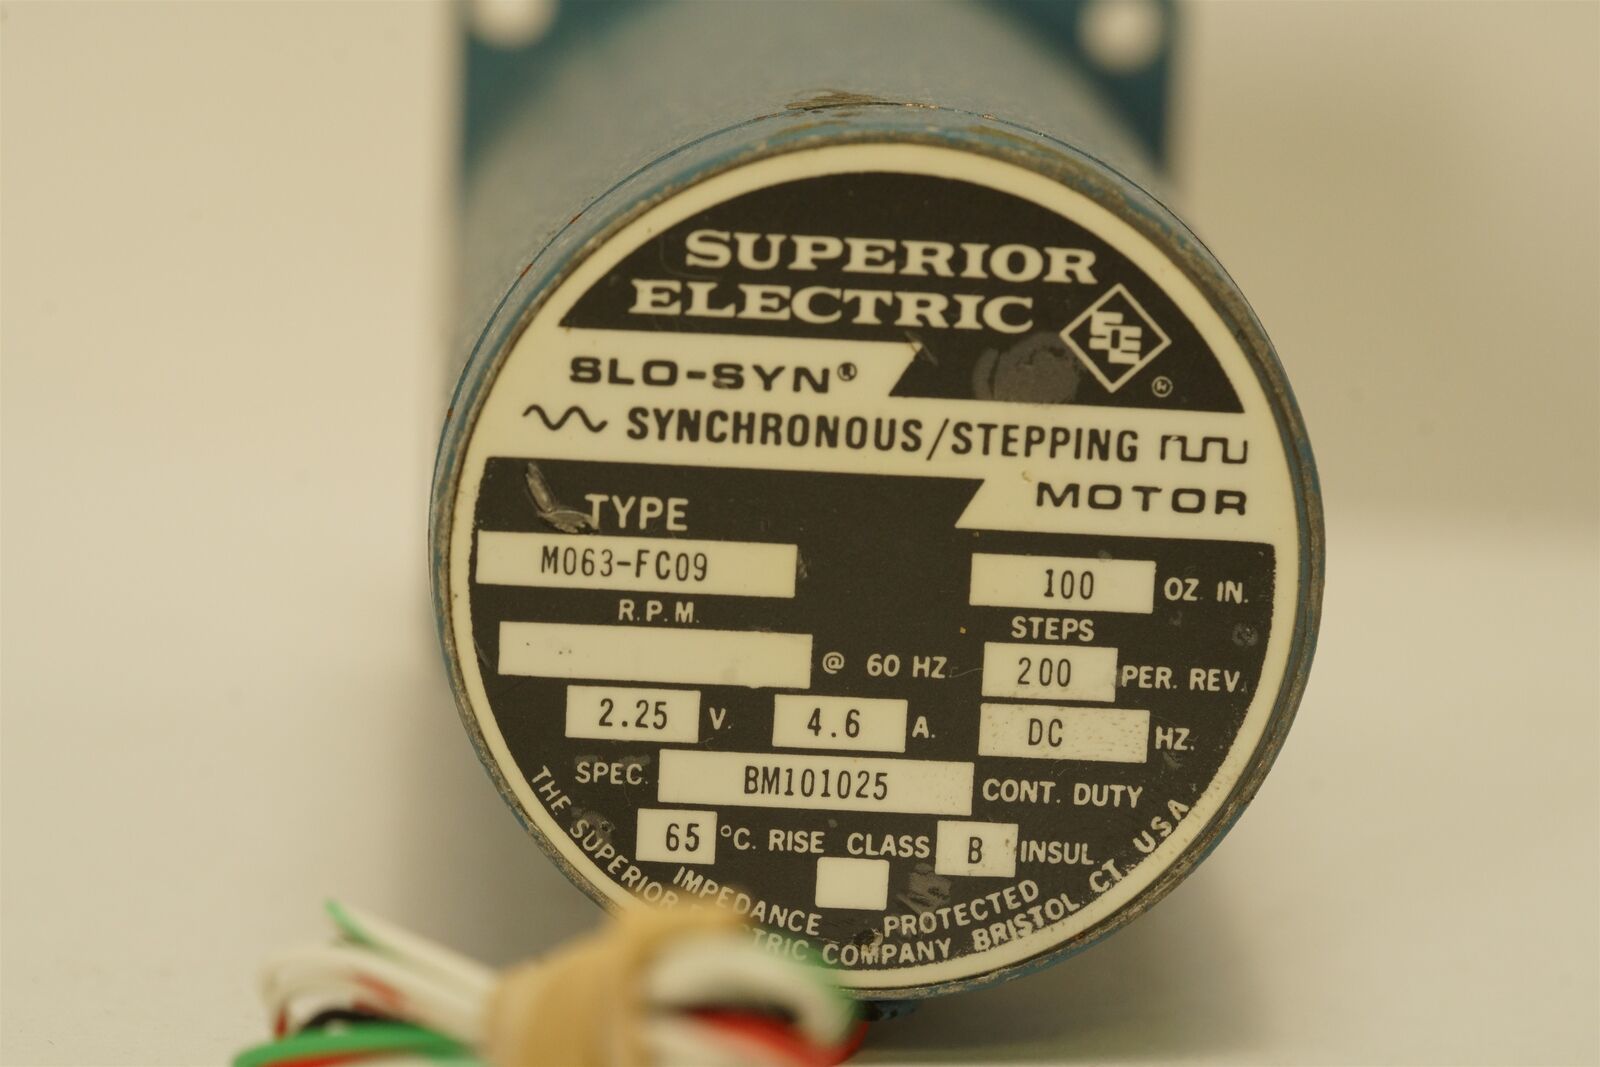 SUPERIOR
ELECTRIC
SE
SLO-SYN®
SYNCHRONOUS/STEPPING
MOTOR
TYPE
M063-FC09
100 OZ. IN.
R.P.M.
STEPS
@ 60 HZ
200 PER. REV.
2.25 V. 4.6 A. DC HZ.
SPEC. BM101025 CONT. DUTY
65 °C. RISE CLASS B INSUL.
IMPEDANCE PROTECTED
THE SUPERIOR COMPANY BRISTOL, CT. USA